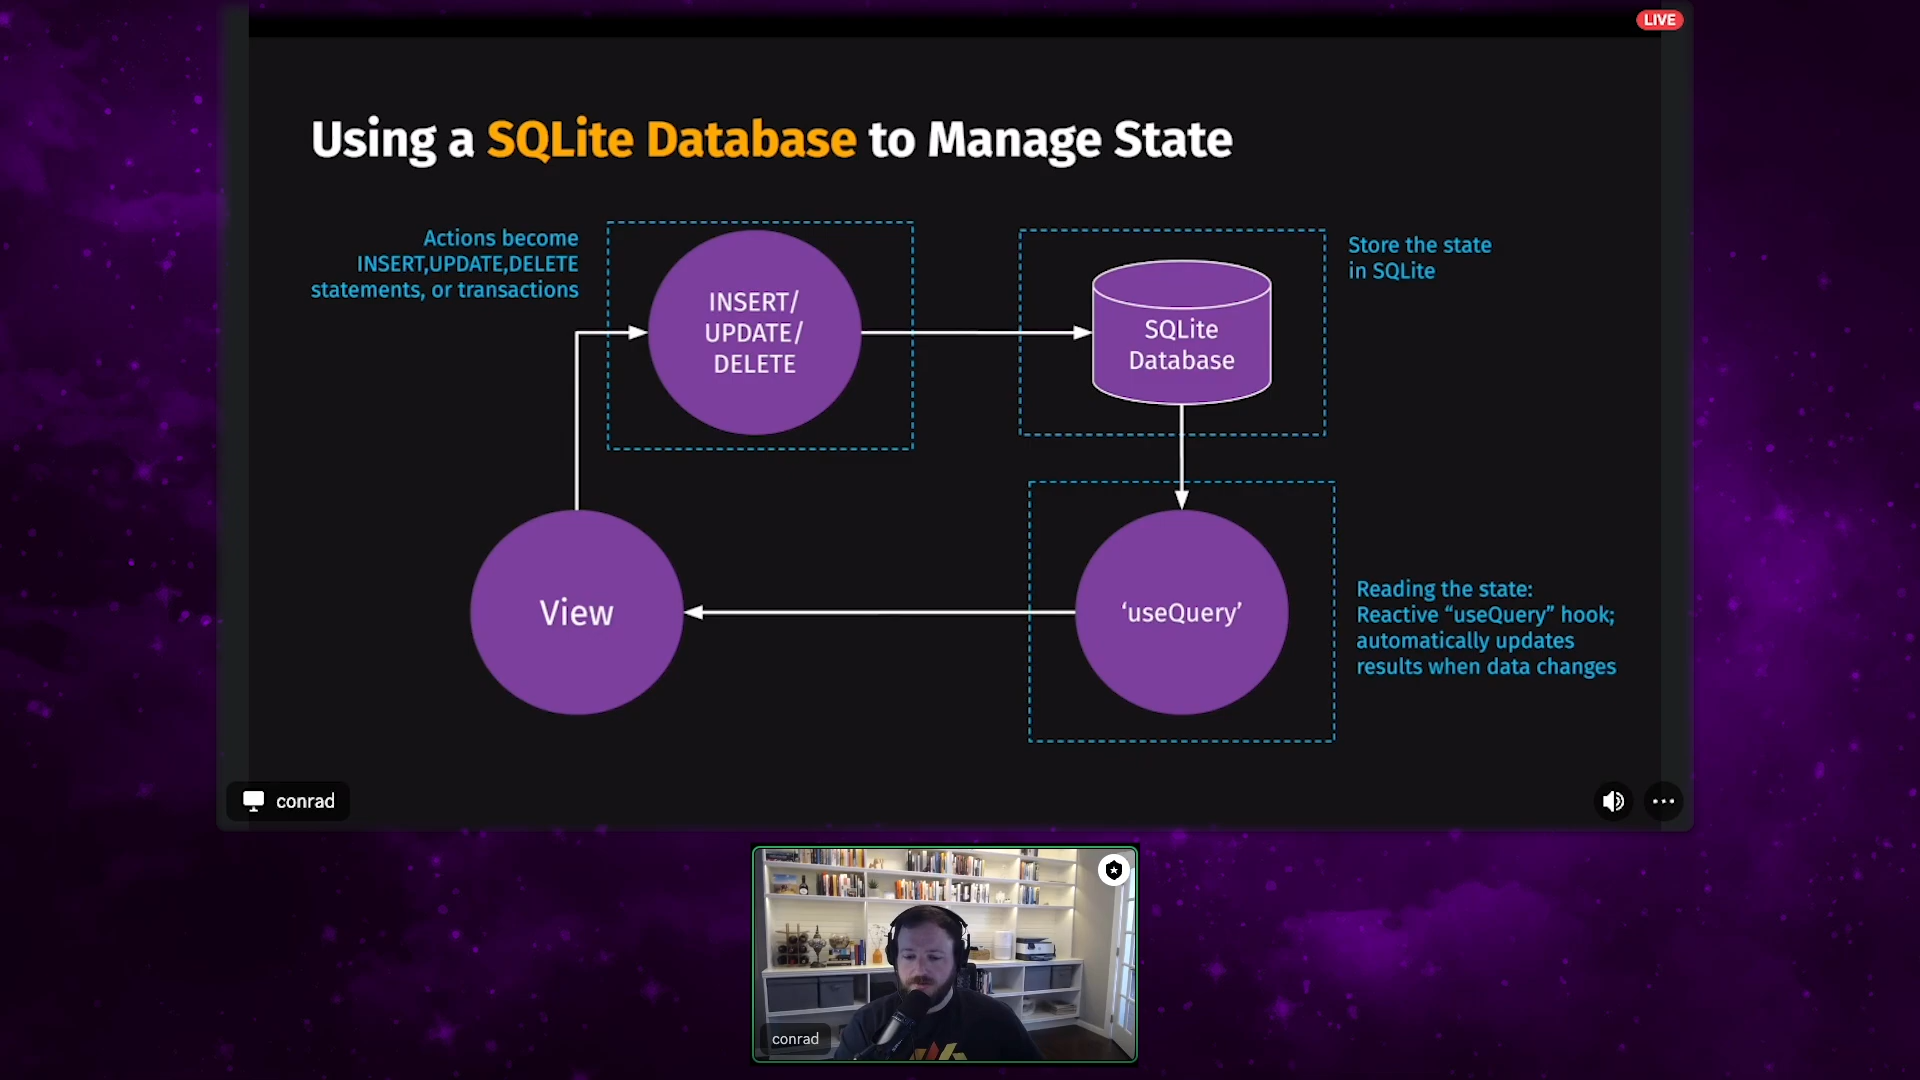 LIVE
Using a SQLite Database to Manage State
Actions become
INSERT,UPDATE,DELETE
statements, or transactions
INSERT/
UPDATE/
DELETE
SQLite
Database
Store the state
in SQLite
View
‘useQuery’
Reading the state:
Reactive “useQuery” hook;
automatically updates
results when data changes
conrad
conrad